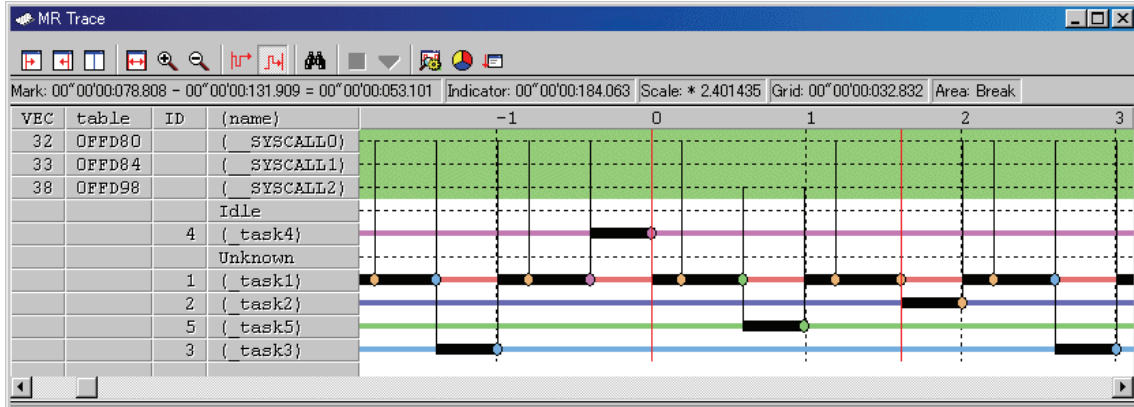 MR Trace
Mark: 00"00'00:078.808 - 00"00'00:131.909 = 00"00'00:053.101 Indicator: 00"00'00:184.063 Scale: * 2.401435 Grid: 00"00'00:032.832 Area: Break
VEC table ID (name) -1 0 1 2 3
32 0FFD80 (__SYSCALL0)
33 0FFD84 (__SYSCALL1)
38 0FFD98 (__SYSCALL2)
Idle
4 (_task4)
Unknown
1 (_task1)
2 (_task2)
5 (_task5)
3 (_task3)